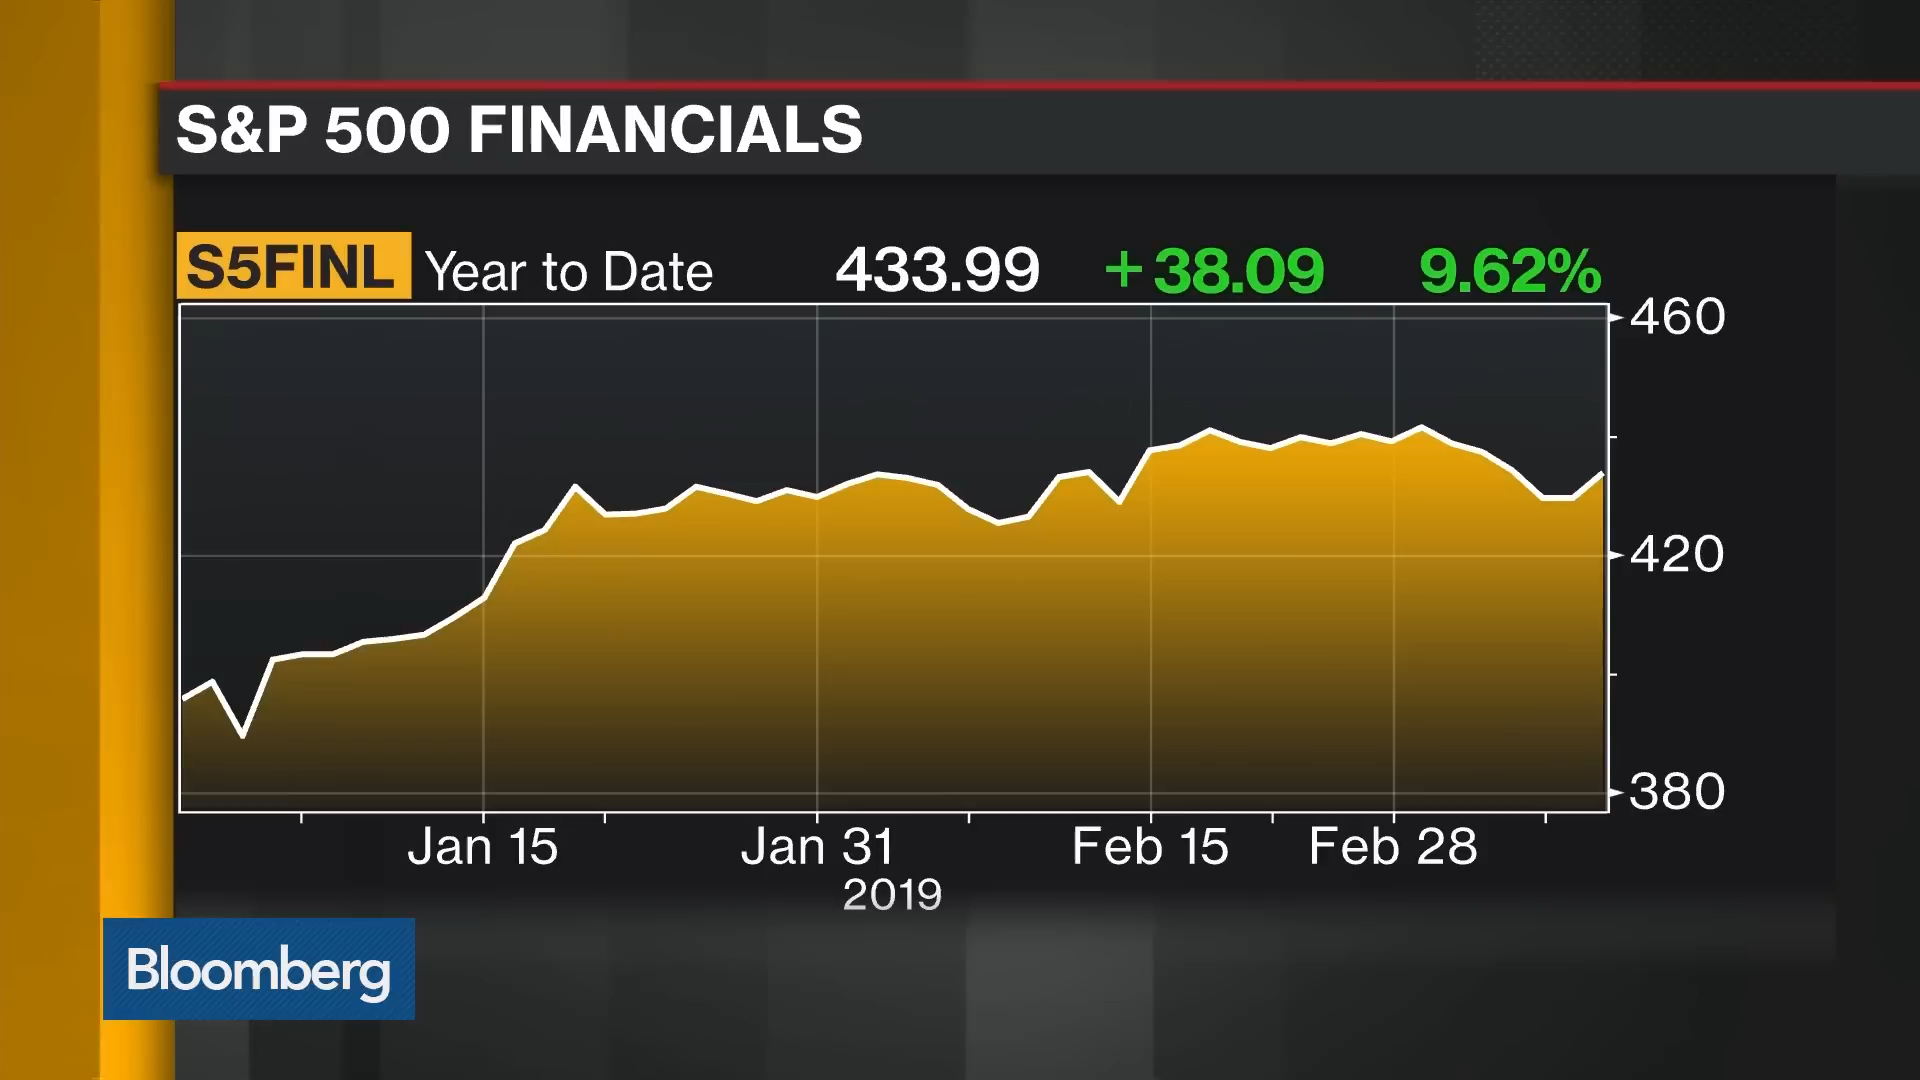 S&P 500 FINANCIALS
S5FINL Year to Date 433.99 +38.09 9.62%
460
420
380
Jan 15 Jan 31 Feb 15 Feb 28
2019
Bloomberg